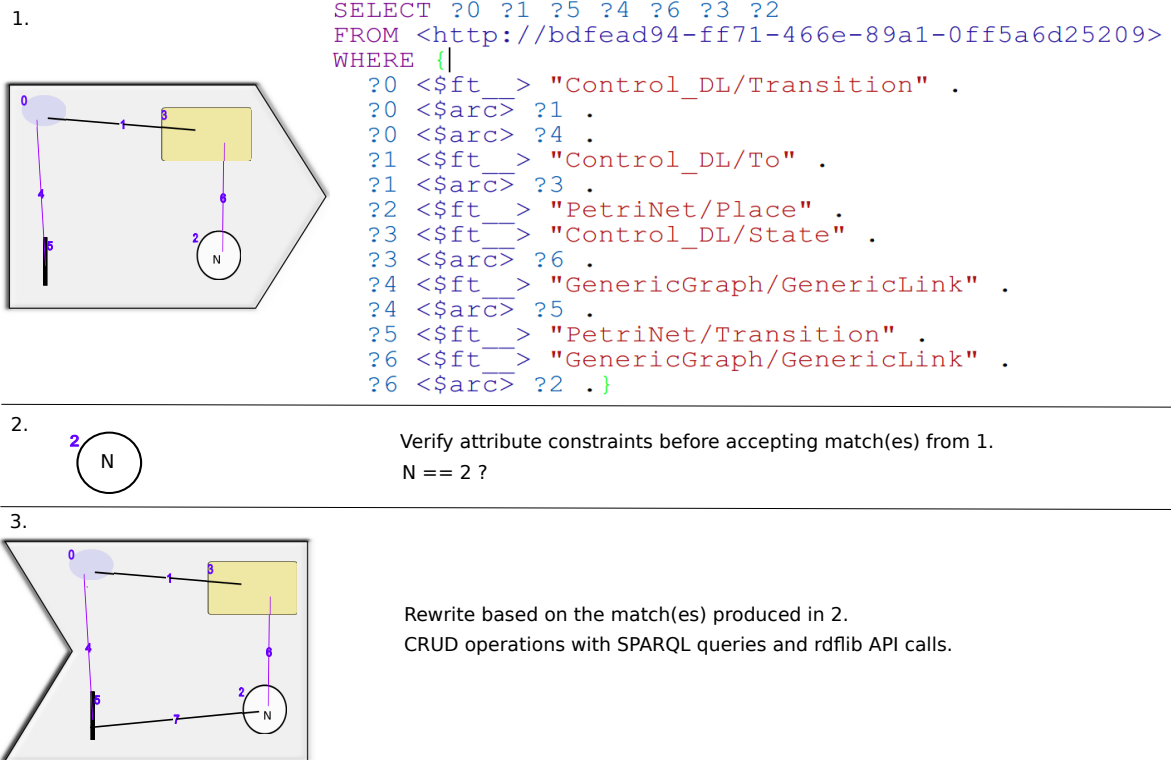 1.
SELECT ?0 ?1 ?5 ?4 ?6 ?3 ?2
FROM <http://bdfead94-ff71-466e-89a1-0ff5a6d25209>
WHERE {
?0 <$ft__> "Control_DL/Transition" .
?0 <$arc> ?1 .
?0 <$arc> ?4 .
?1 <$ft__> "Control_DL/To" .
?1 <$arc> ?3 .
?2 <$ft__> "PetriNet/Place" .
?3 <$ft__> "Control_DL/State" .
?3 <$arc> ?6 .
?4 <$ft__> "GenericGraph/GenericLink" .
?4 <$arc> ?5 .
?5 <$ft__> "PetriNet/Transition" .
?6 <$ft__> "GenericGraph/GenericLink" .
?6 <$arc> ?2 .}
0
1
3
4
6
5
2
N
2.
2
N
Verify attribute constraints before accepting match(es) from 1.
N == 2 ?
3.
0
1
3
4
6
5
2
N
7
Rewrite based on the match(es) produced in 2.
CRUD operations with SPARQL queries and rdflib API calls.